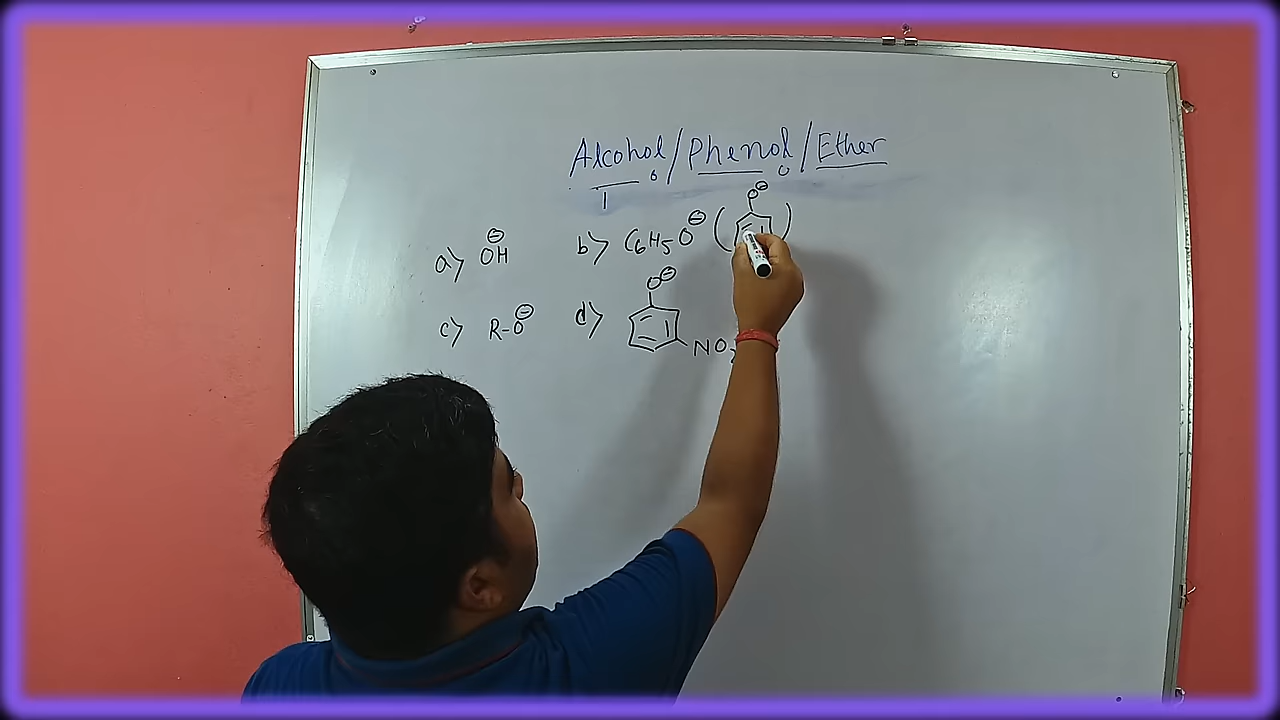 Alcohol/Phenol/Ether
a> OH⊖ b> C6H5O⊖ ( O⊖ )
c> R-O⊖ d> O⊖ NO2